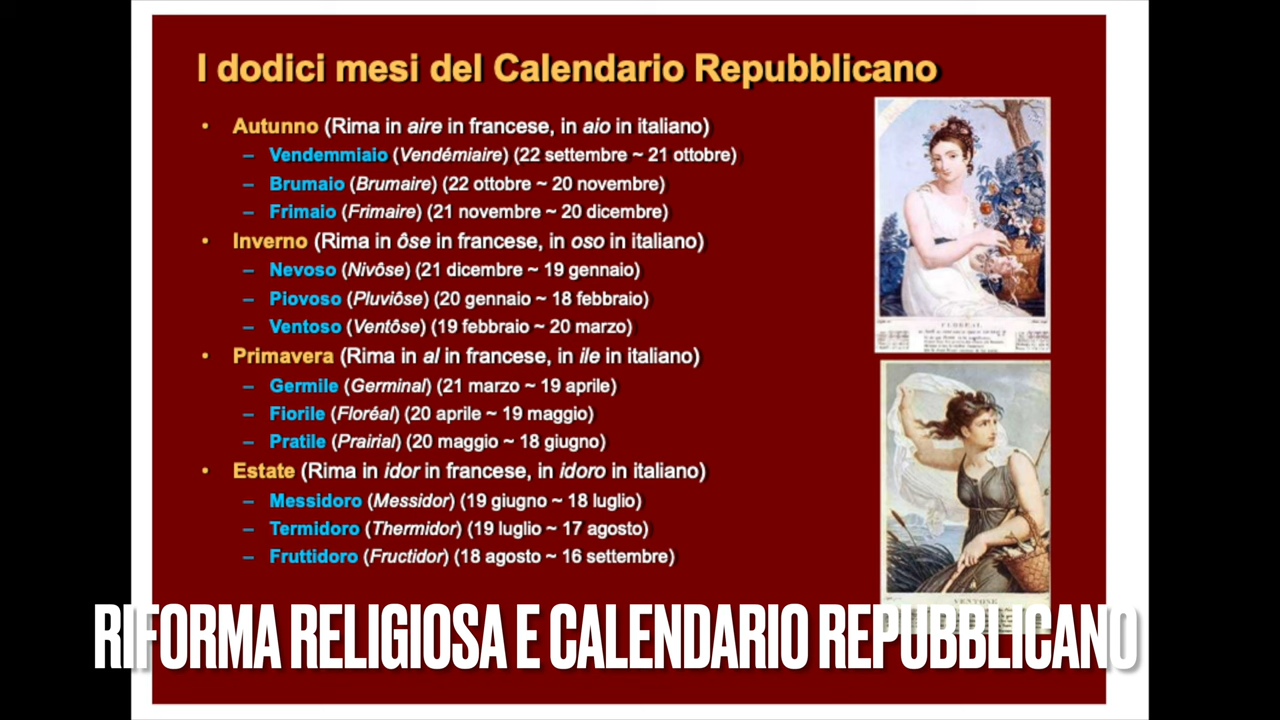 I dodici mesi del Calendario Repubblicano
• Autunno (Rima in aire in francese, in aio in italiano)
– Vendemmiaio (Vendémiaire) (22 settembre ~ 21 ottobre)
– Brumaio (Brumaire) (22 ottobre ~ 20 novembre)
– Frimaio (Frimaire) (21 novembre ~ 20 dicembre)
• Inverno (Rima in ôse in francese, in oso in italiano)
– Nevoso (Nivôse) (21 dicembre ~ 19 gennaio)
– Piovoso (Pluviôse) (20 gennaio ~ 18 febbraio)
– Ventoso (Ventôse) (19 febbraio ~ 20 marzo)
• Primavera (Rima in al in francese, in ile in italiano)
– Germile (Germinal) (21 marzo ~ 19 aprile)
– Fiorile (Floréal) (20 aprile ~ 19 maggio)
– Pratile (Prairial) (20 maggio ~ 18 giugno)
• Estate (Rima in idor in francese, in idoro in italiano)
– Messidoro (Messidor) (19 giugno ~ 18 luglio)
– Termidoro (Thermidor) (19 luglio ~ 17 agosto)
– Fruttidoro (Fructidor) (18 agosto ~ 16 settembre)
FLORÉAL
VENTOSE
RIFORMA RELIGIOSA E CALENDARIO REPUBBLICANO